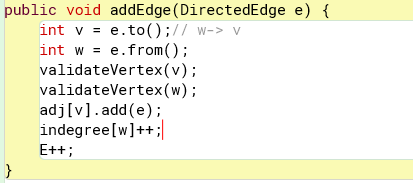 public void addEdge(DirectedEdge e) {
    int v = e.to();// w-> v
    int w = e.from();
    validateVertex(v);
    validateVertex(w);
    adj[v].add(e);
    indegree[w]++;
    E++;
}